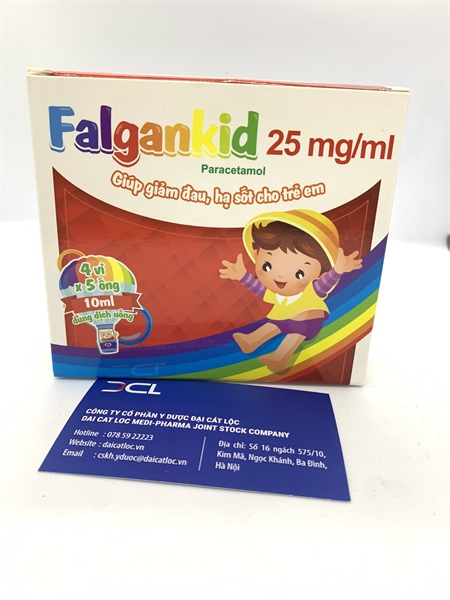 Falgankid 25 mg/ml
Paracetamol
Giúp giảm đau, hạ sốt cho trẻ em
4 vỉ
x 5 ống
10ml
dung dịch uống
DCL
CÔNG TY CỔ PHẦN Y DƯỢC ĐẠI CÁT LỘC
DAI CAT LOC MEDI-PHARMA JOINT STOCK COMPANY
Hotline : 078 59 22223
Website : daicatloc.vn
Email : cskh.yduoc@daicatloc.vn
Địa chỉ: Số 16 ngách 575/10,
Kim Mã, Ngọc Khánh, Ba Đình,
Hà Nội